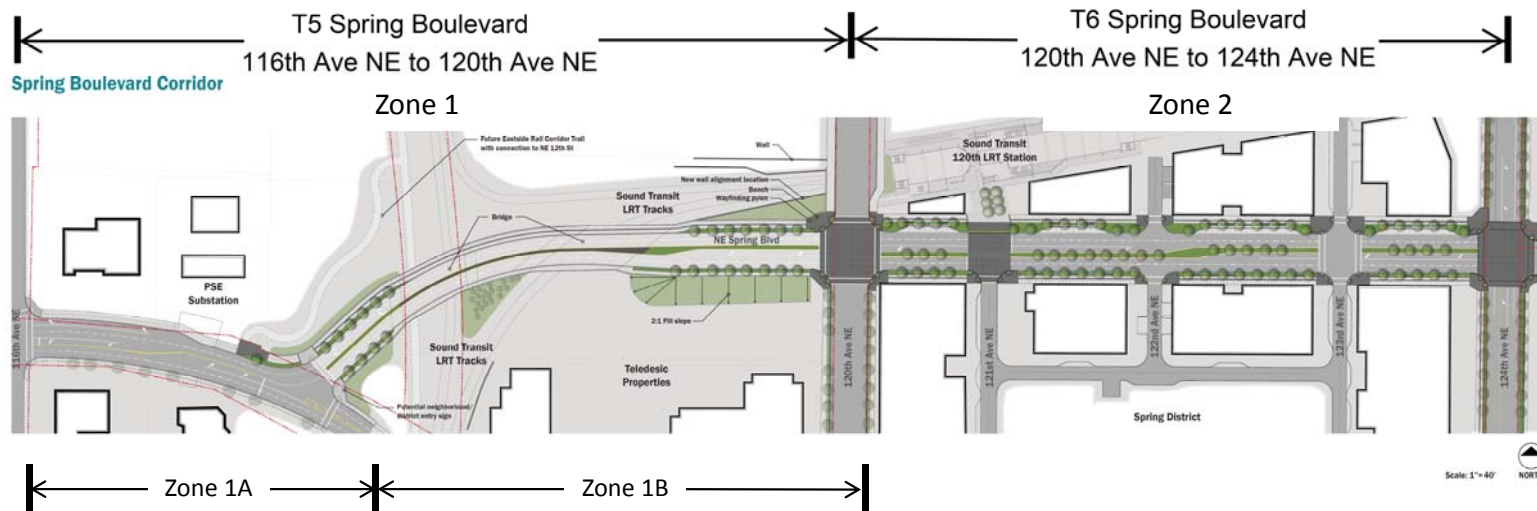 T5 Spring Boulevard
116th Ave NE to 120th Ave NE
T6 Spring Boulevard
120th Ave NE to 124th Ave NE
Spring Boulevard Corridor
Zone 1
Zone 2
Future Eastside Rail Corridor Trail
with connection to NE 12th St
Wall
Sound Transit
120th LRT Station
New wall alignment location
Bench
Wayfinding pylon
Sound Transit
LRT Tracks
Bridge
NE Spring Blvd
PSE
Substation
2:1 Fill slope
116th Ave NE
Sound Transit
LRT Tracks
Teledesic
Properties
120th Ave NE
121st Ave NE
122nd Ave NE
123rd Ave NE
124th Ave NE
Potential neighborhood/
district entry sign
Spring District
Scale: 1"=40'
NORT
Zone 1A
Zone 1B